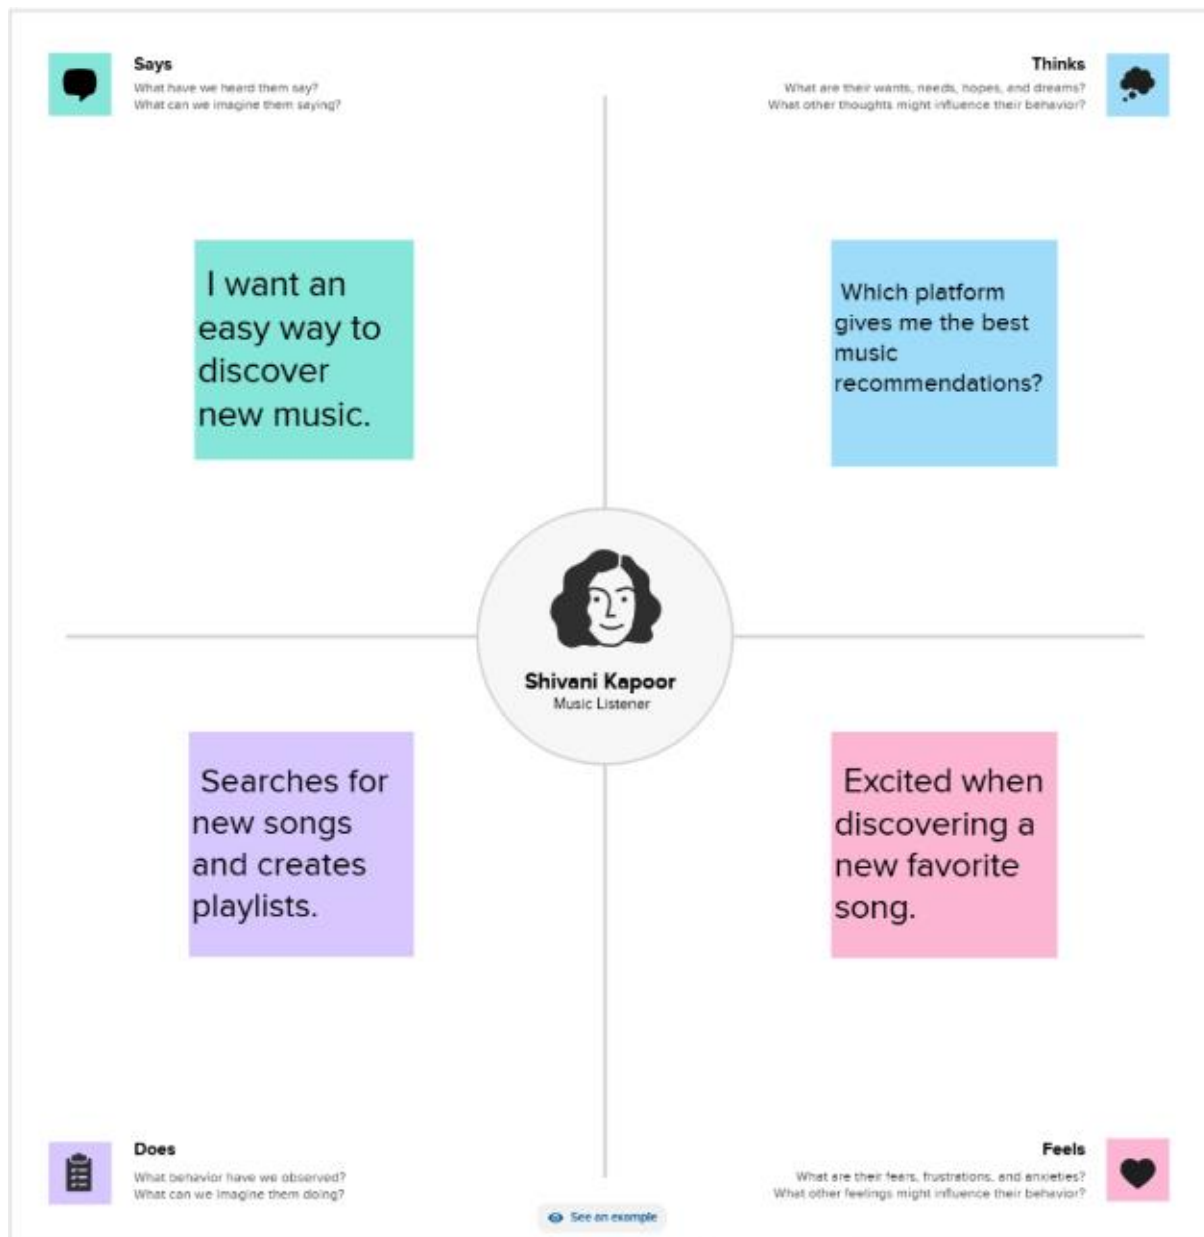 Says
What have we heard them say?
What can we imagine them saying?
Thinks
What are their wants, needs, hopes, and dreams?
What other thoughts might influence their behavior?
I want an
easy way to
discover
new music.
Which platform
gives me the best
music
recommendations?
Shivani Kapoor
Music Listener
Searches for
new songs
and creates
playlists.
Excited when
discovering a
new favorite
song.
Does
What behavior have we observed?
What can we imagine them doing?
Feels
What are their fears, frustrations, and anxieties?
What other feelings might influence their behavior?
See an example